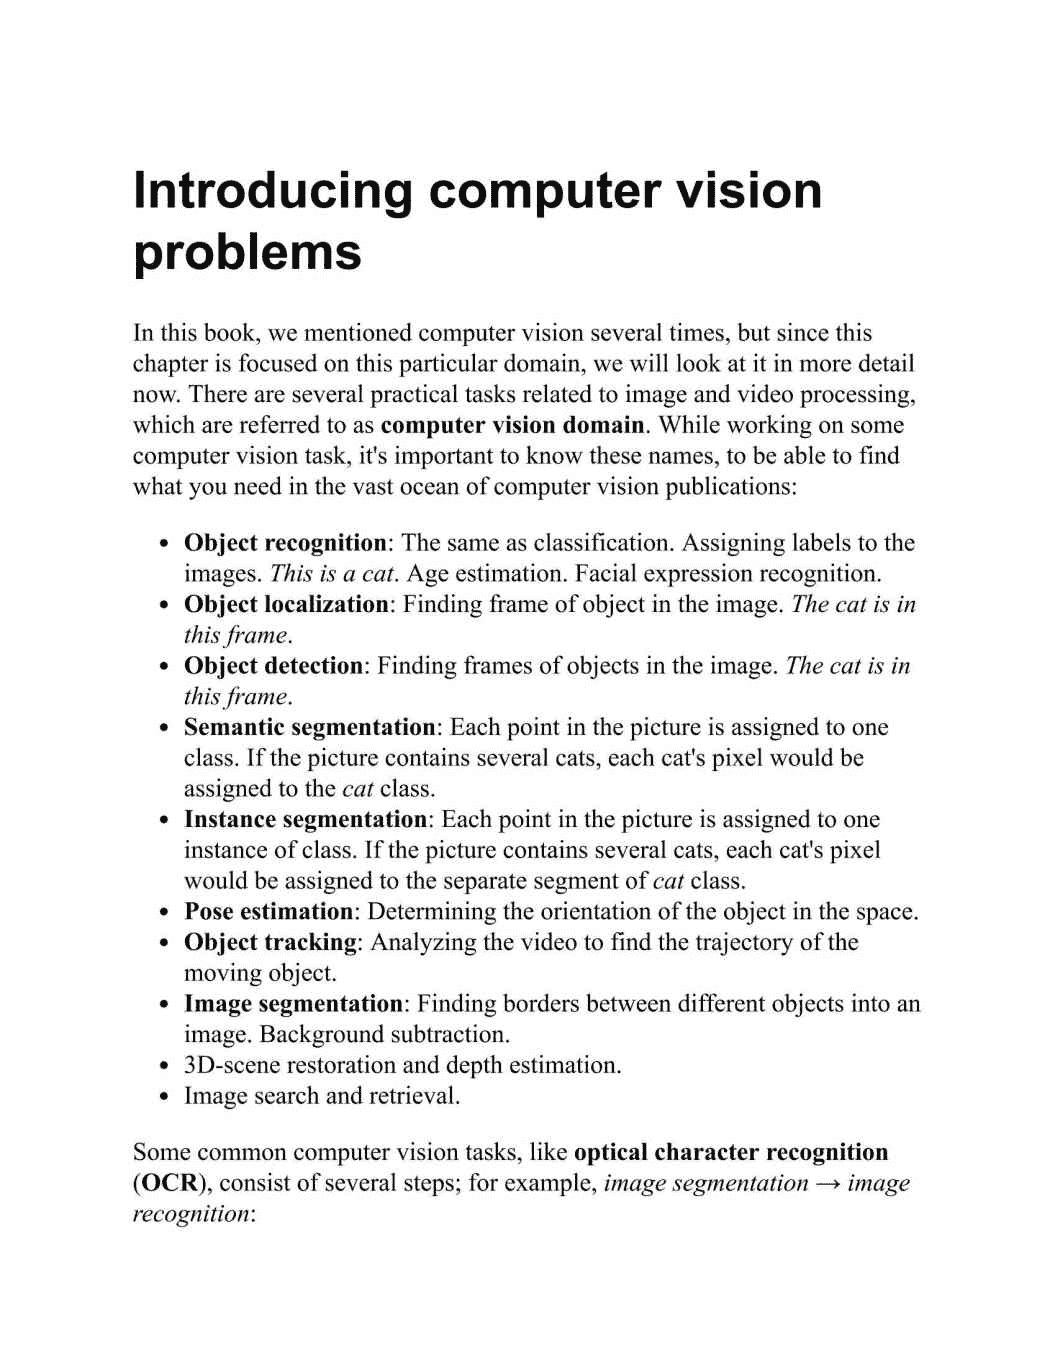 Introducing computer vision
problems
In this book, we mentioned computer vision several times, but since this
chapter is focused on this particular domain, we will look at it in more detail
now. There are several practical tasks related to image and video processing,
which are referred to as computer vision domain. While working on some
computer vision task, it's important to know these names, to be able to find
what you need in the vast ocean of computer vision publications:
• Object recognition: The same as classification. Assigning labels to the
images. This is a cat. Age estimation. Facial expression recognition.
• Object localization: Finding frame of object in the image. The cat is in
this frame.
• Object detection: Finding frames of objects in the image. The cat is in
this frame.
• Semantic segmentation: Each point in the picture is assigned to one
class. If the picture contains several cats, each cat's pixel would be
assigned to the cat class.
• Instance segmentation: Each point in the picture is assigned to one
instance of class. If the picture contains several cats, each cat's pixel
would be assigned to the separate segment of cat class.
• Pose estimation: Determining the orientation of the object in the space.
• Object tracking: Analyzing the video to find the trajectory of the
moving object.
• Image segmentation: Finding borders between different objects into an
image. Background subtraction.
• 3D-scene restoration and depth estimation.
• Image search and retrieval.
Some common computer vision tasks, like optical character recognition
(OCR), consist of several steps; for example, image segmentation → image
recognition: